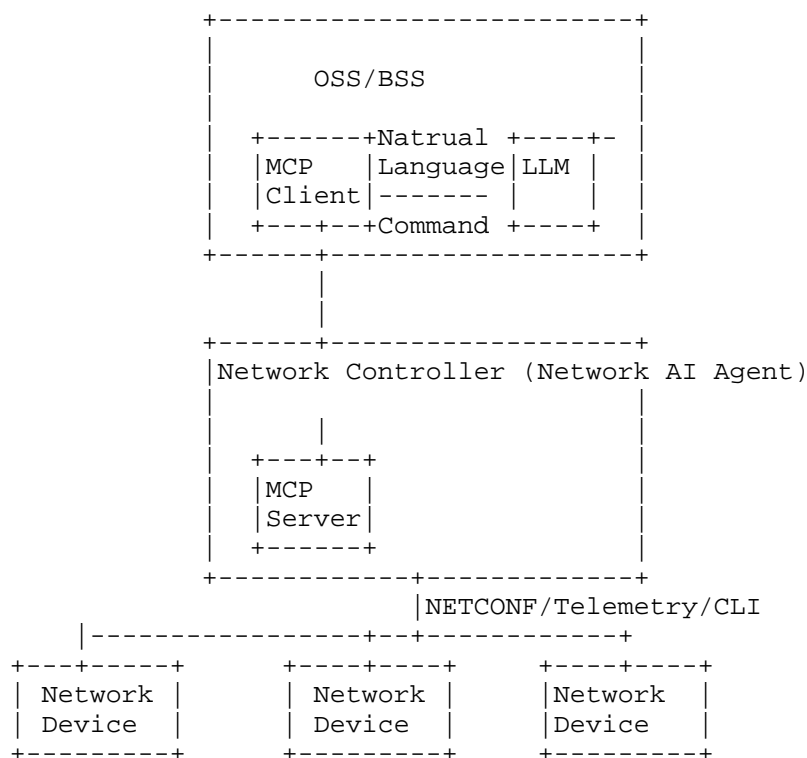 OSS/BSS
Natrual
MCP Language LLM
Client
Command
Network Controller (Network AI Agent)
MCP
Server
NETCONF/Telemetry/CLI
Network Network Network
Device Device Device